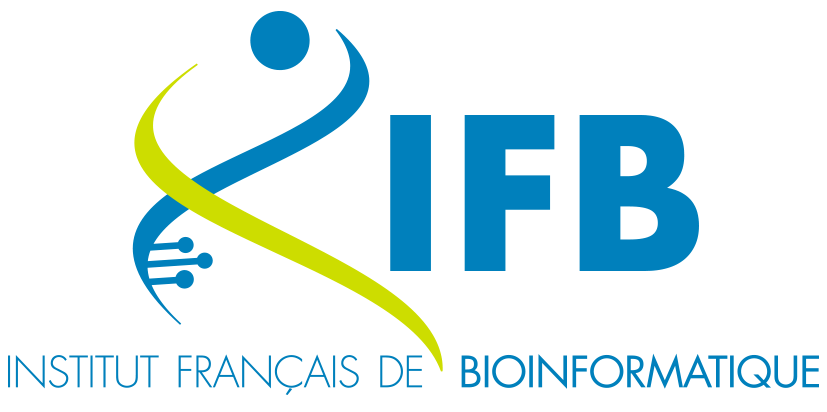 IFB
INSTITUT FRANÇAIS DE BIOINFORMATIQUE